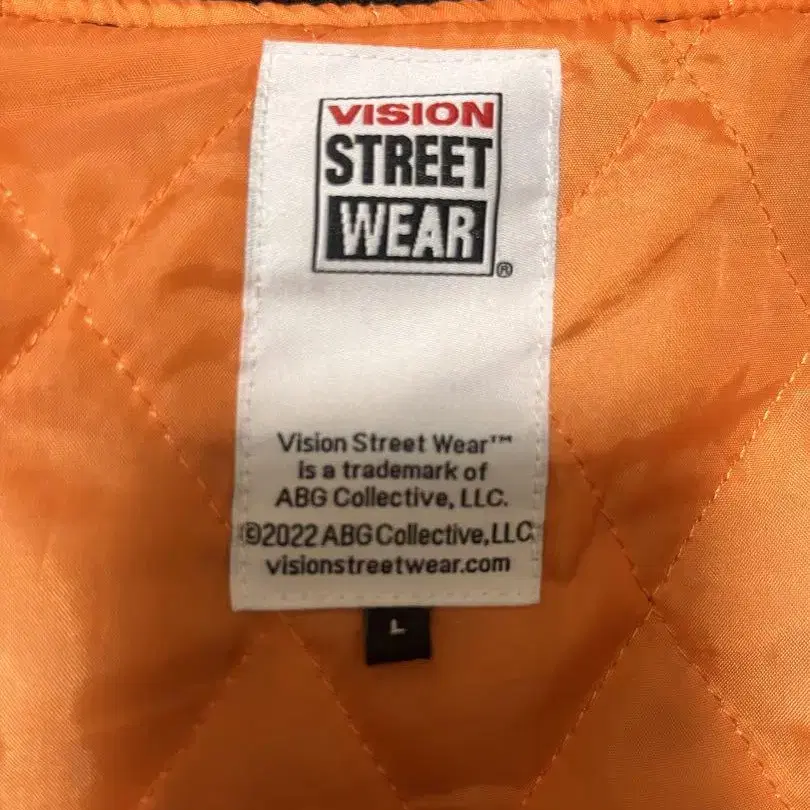 VISION
STREET
WEAR
®
Vision Street Wear™
is a trademark of
ABG Collective, LLC.
©2022 ABG Collective, LLC
visionstreetwear.com
L